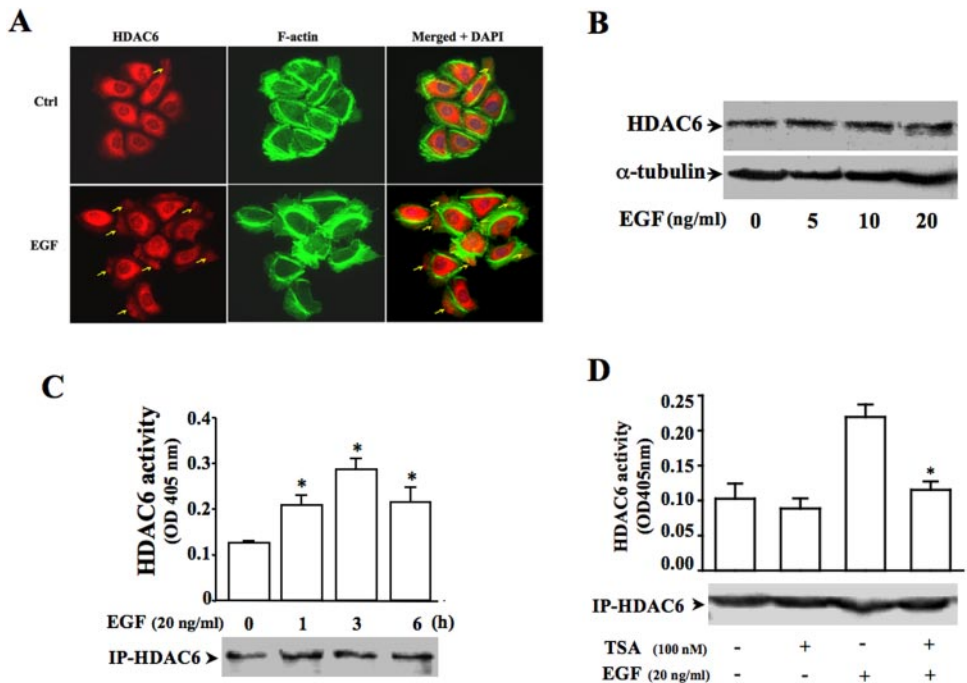 A
HDAC6 F-actin Merged + DAPI
Ctrl
EGF
B
HDAC6
α-tubulin
EGF (ng/ml) 0 5 10 20
C
HDAC6 activity
(OD 405 nm)
0.4
0.3
0.2
0.1
0
* * *
EGF (20 ng/ml) 0 1 3 6 (h)
IP-HDAC6
D
HDAC6 activity
(OD405nm)
0.25
0.20
0.15
0.10
0.05
0.00
*
IP-HDAC6
TSA (100 nM) - + - +
EGF (20 ng/ml) - - + +